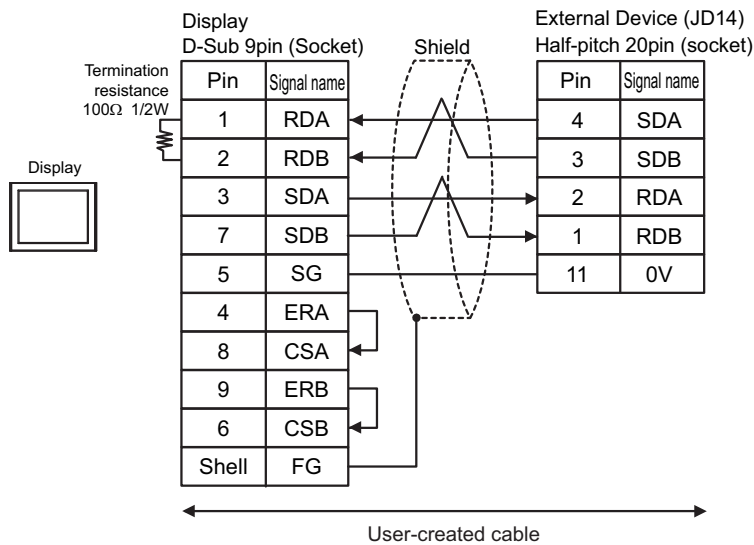 Display
D-Sub 9pin (Socket)
Shield
External Device (JD14)
Half-pitch 20pin (socket)
Termination
resistance
100Ω 1/2W
Display
Pin Signal name
1 RDA
2 RDB
3 SDA
7 SDB
5 SG
4 ERA
8 CSA
9 ERB
6 CSB
Shell FG
Pin Signal name
4 SDA
3 SDB
2 RDA
1 RDB
11 0V
User-created cable